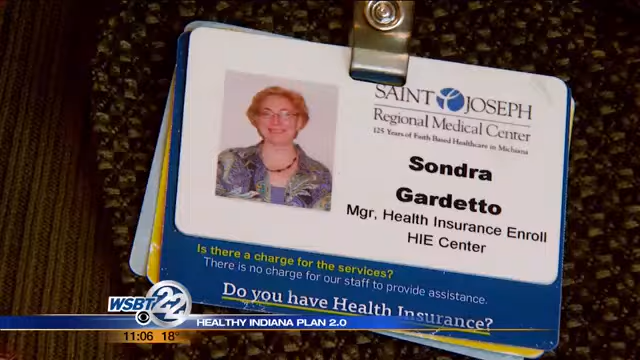 SAINT JOSEPH
Regional Medical Center
125 Years of Faith Based Healthcare in Michiana
Sondra
Gardetto
Mgr, Health Insurance Enroll
HIE Center
Is there a charge for the services?
There is no charge for our staff to provide assistance.
Do you have Health Insurance?
WSBT 22
HEALTHY INDIANA PLAN 2.0
11:06 18°